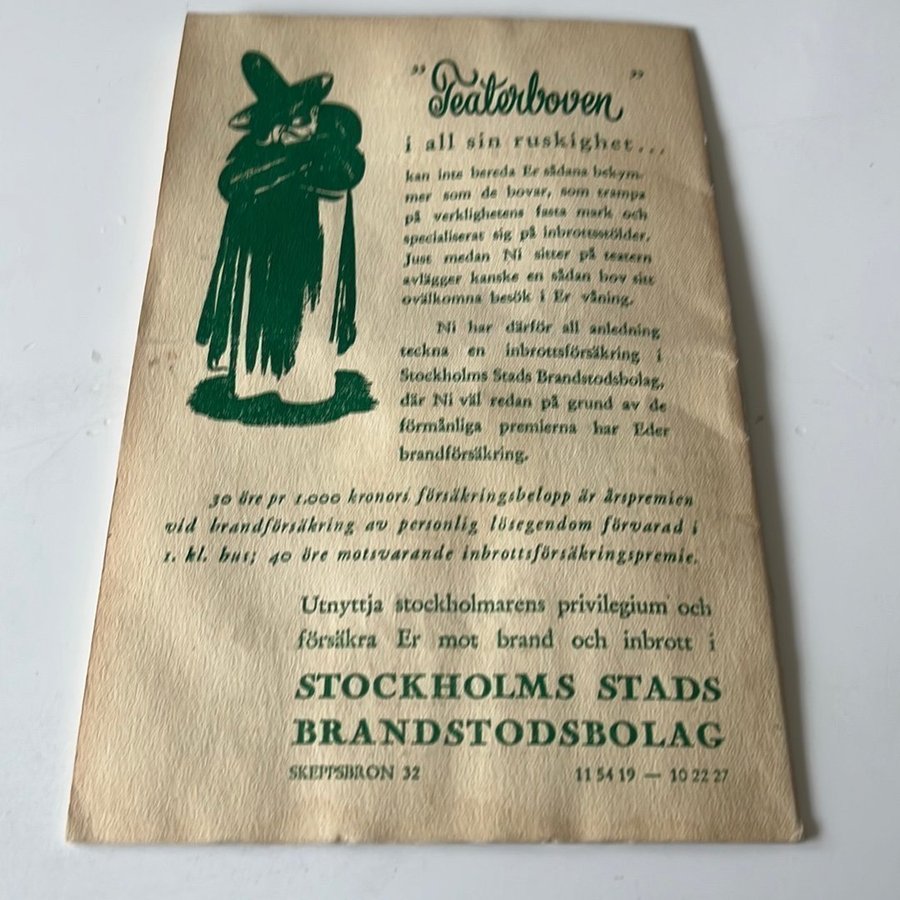 "Teaterboven"
i all sin ruskighet...
kan inte bereda Er sådana bekym-
mer som de bovar, som trampa
på verklighetens fasta mark och
specialiserat sig på inbrottsstölder.
Just medan Ni sitter på teatern
avlägger kanske en sådan bov sitt
ovälkomna besök i Er våning.
Ni har därför all anledning
teckna en inbrottsförsäkring i
Stockholms Stads Brandstodsbolag,
där Ni väl redan på grund av de
förmånliga premierna har Eder
brandförsäkring.
30 öre pr 1.000 kronors försäkringsbelopp är årspremien
vid brandförsäkring av personlig lösegendom förvarad i
1. kl. hus; 40 öre motsvarande inbrottsförsäkringspremie.
Utnyttja stockholmarens privilegium och
försäkra Er mot brand och inbrott i
STOCKHOLMS STADS
BRANDSTODSBOLAG
SKEPPSBRON 32 11 54 19 — 10 22 27